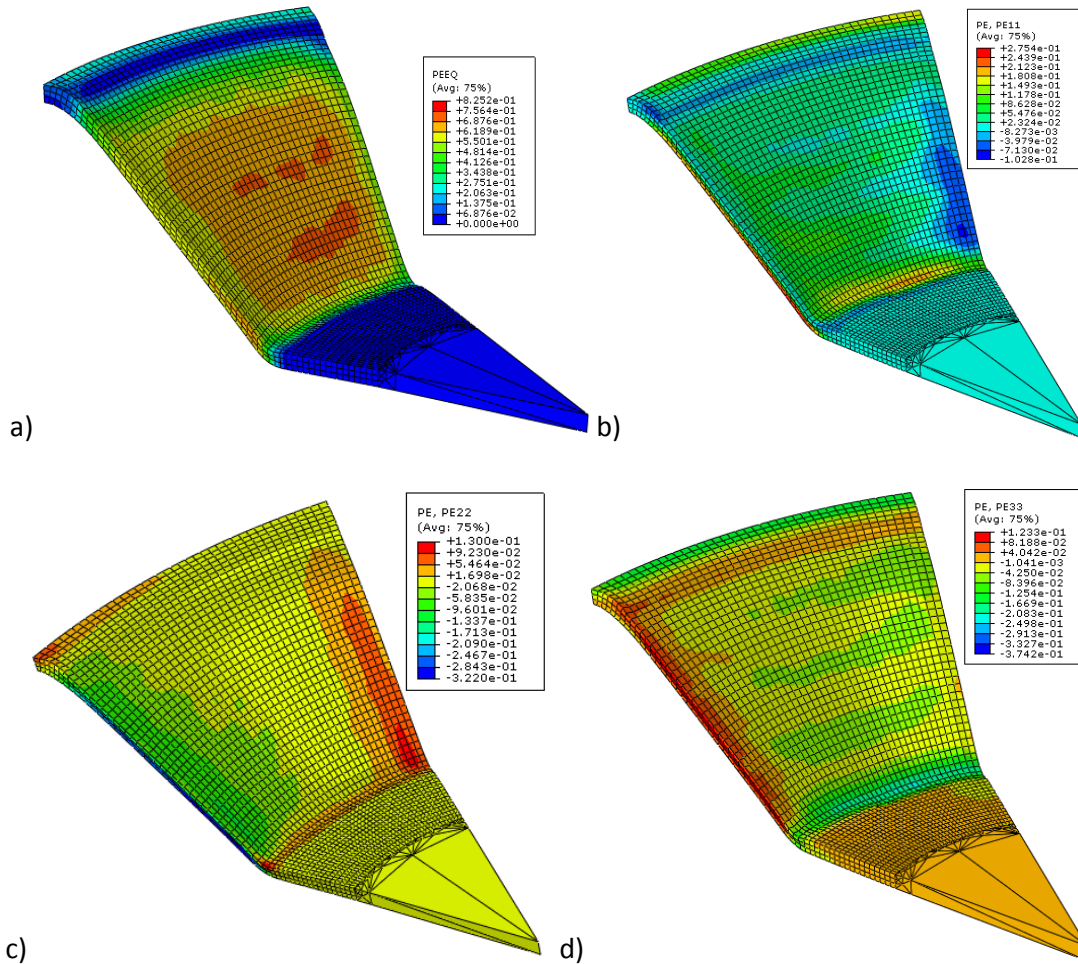 PEEQ
(Avg: 75%)
+8.252e-01
+7.564e-01
+6.876e-01
+6.189e-01
+5.501e-01
+4.814e-01
+4.126e-01
+3.438e-01
+2.751e-01
+2.063e-01
+1.375e-01
+6.876e-02
+0.000e+00
a)
PE, PE11
(Avg: 75%)
+2.754e-01
+2.439e-01
+2.123e-01
+1.808e-01
+1.493e-01
+1.178e-01
+8.628e-02
+5.476e-02
+2.324e-02
-8.273e-03
-3.979e-02
-7.130e-02
-1.028e-01
b)
PE, PE22
(Avg: 75%)
+1.300e-01
+9.230e-02
+5.464e-02
+1.698e-02
-2.068e-02
-5.835e-02
-9.601e-02
-1.337e-01
-1.713e-01
-2.090e-01
-2.467e-01
-2.843e-01
-3.220e-01
c)
PE, PE33
(Avg: 75%)
+1.233e-01
+8.188e-02
+4.042e-02
-1.041e-03
-4.250e-02
-8.396e-02
-1.254e-01
-1.669e-01
-2.083e-01
-2.498e-01
-2.913e-01
-3.327e-01
-3.742e-01
d)